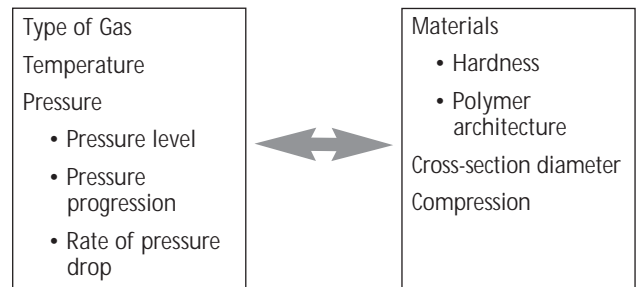 Type of Gas
Temperature
Pressure
• Pressure level
• Pressure
progression
• Rate of pressure
drop
Materials
• Hardness
• Polymer
architecture
Cross-section diameter
Compression